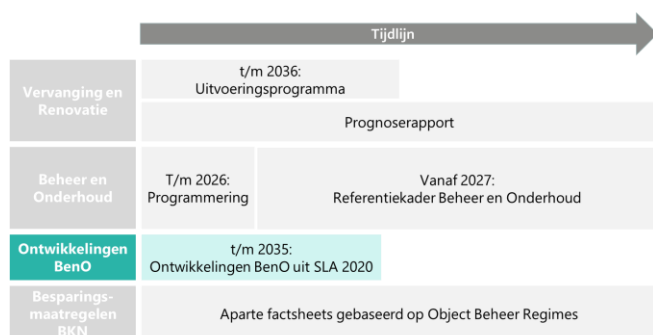 Tijdlijn
Vervanging en
Renovatie
t/m 2036:
Uitvoeringsprogramma
Prognoserapport
Beheer en
Onderhoud
T/m 2026:
Programmering
Vanaf 2027:
Referentiekader Beheer en Onderhoud
Ontwikkelingen
BenO
t/m 2035:
Ontwikkelingen BenO uit SLA 2020
Besparings-
maatregelen
BKN
Aparte factsheets gebaseerd op Object Beheer Regimes